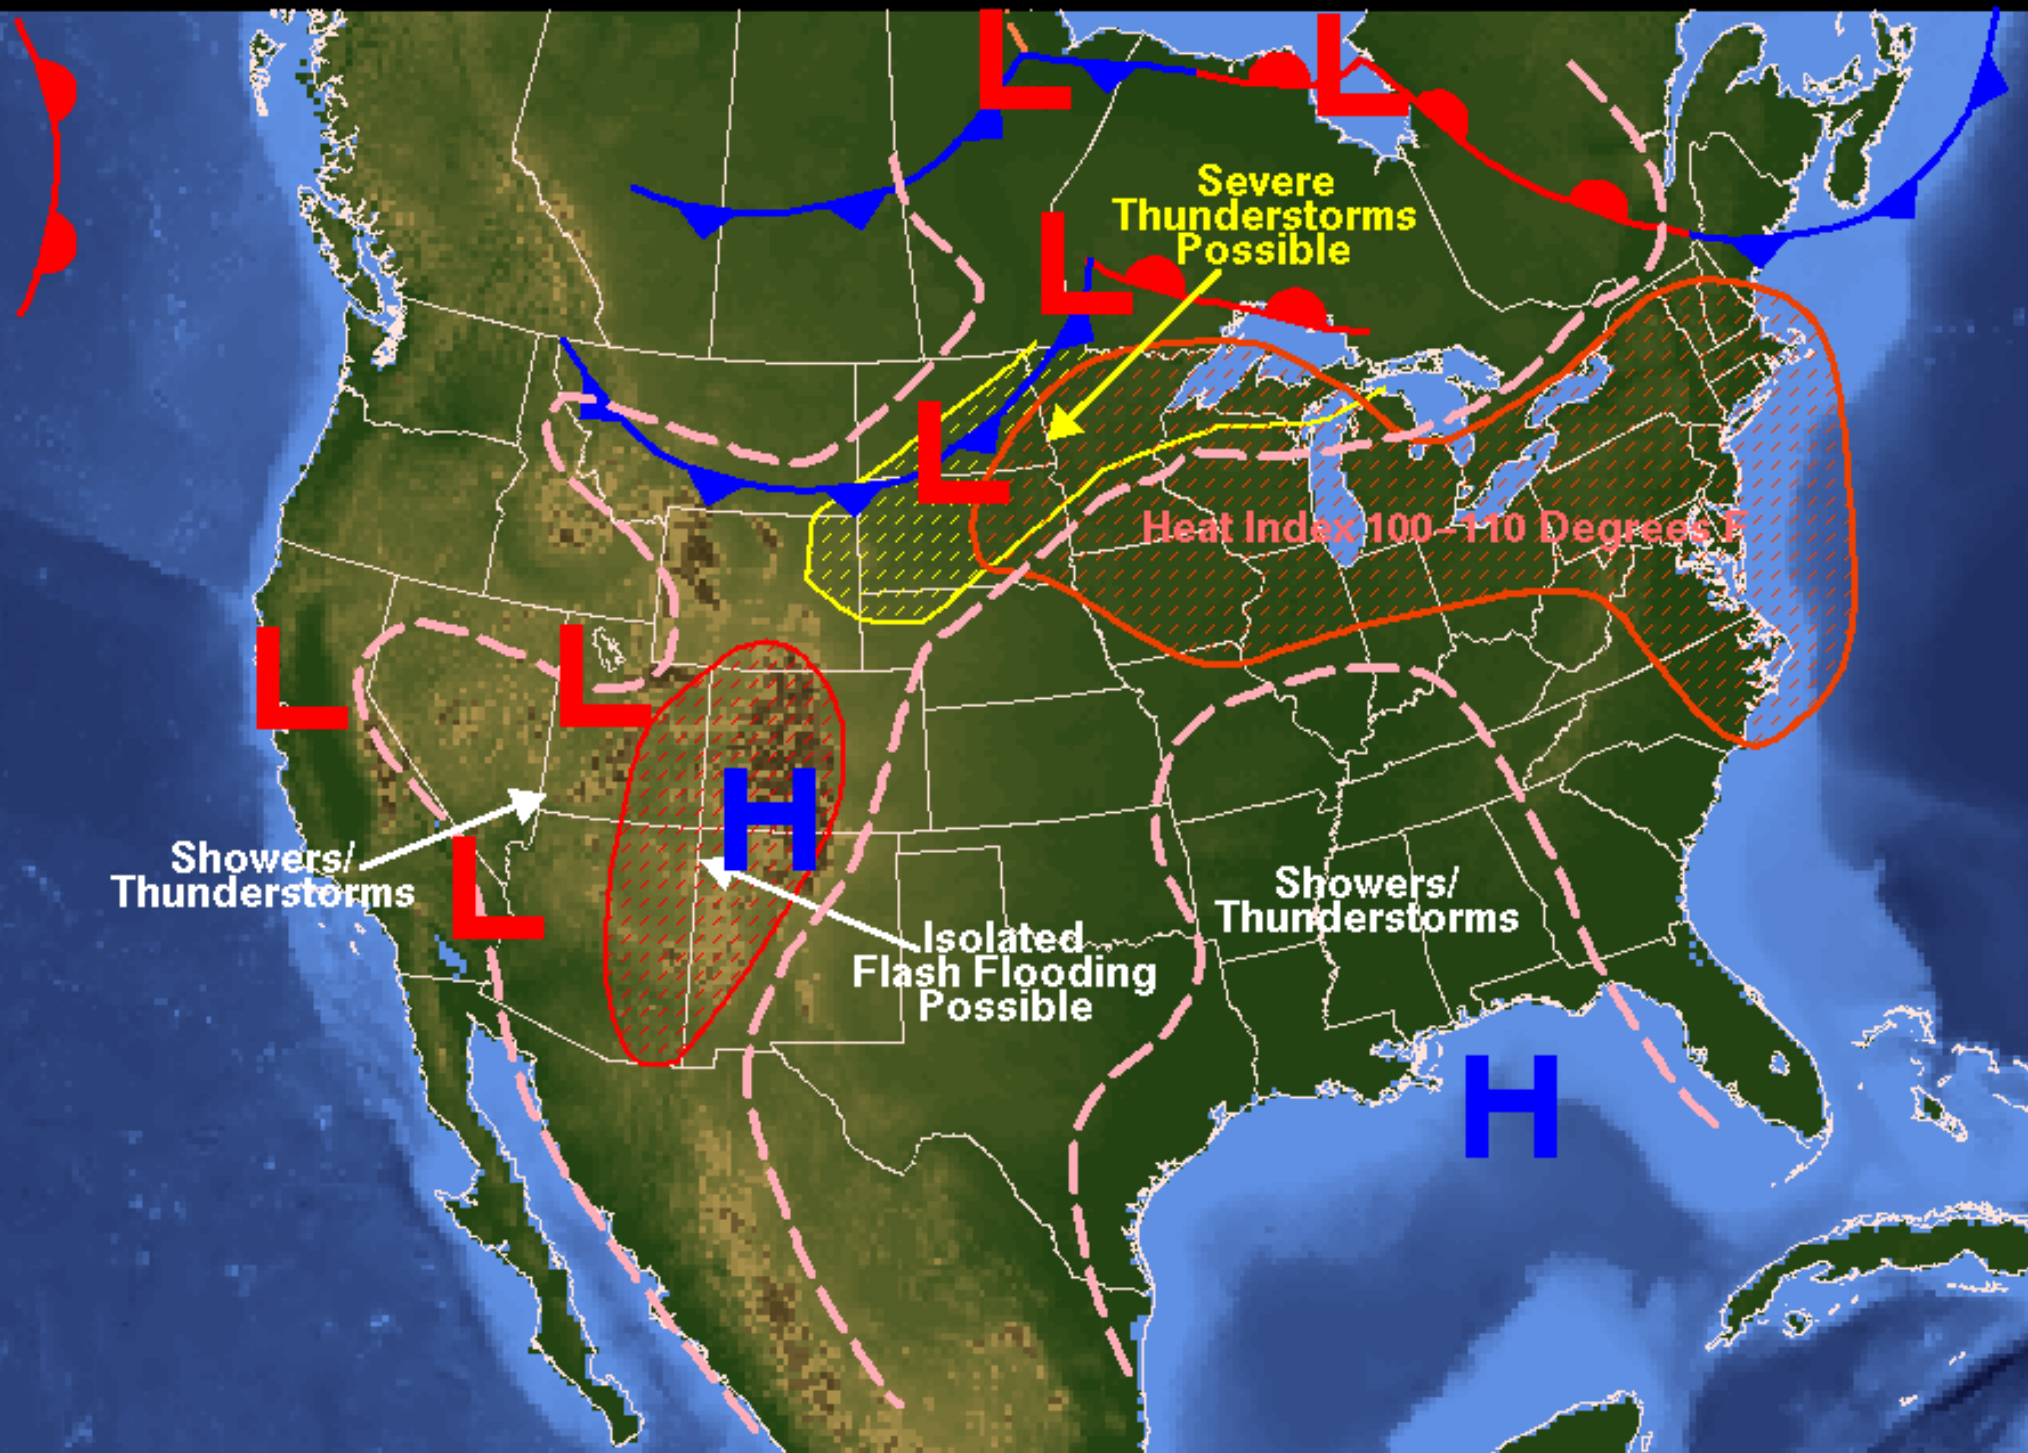 L
L
Severe
Thunderstorms
Possible
L
L
Heat Index 100-110 Degrees F
L
L
H
Showers/
Thunderstorms
L
Showers/
Thunderstorms
Isolated
Flash Flooding
Possible
H